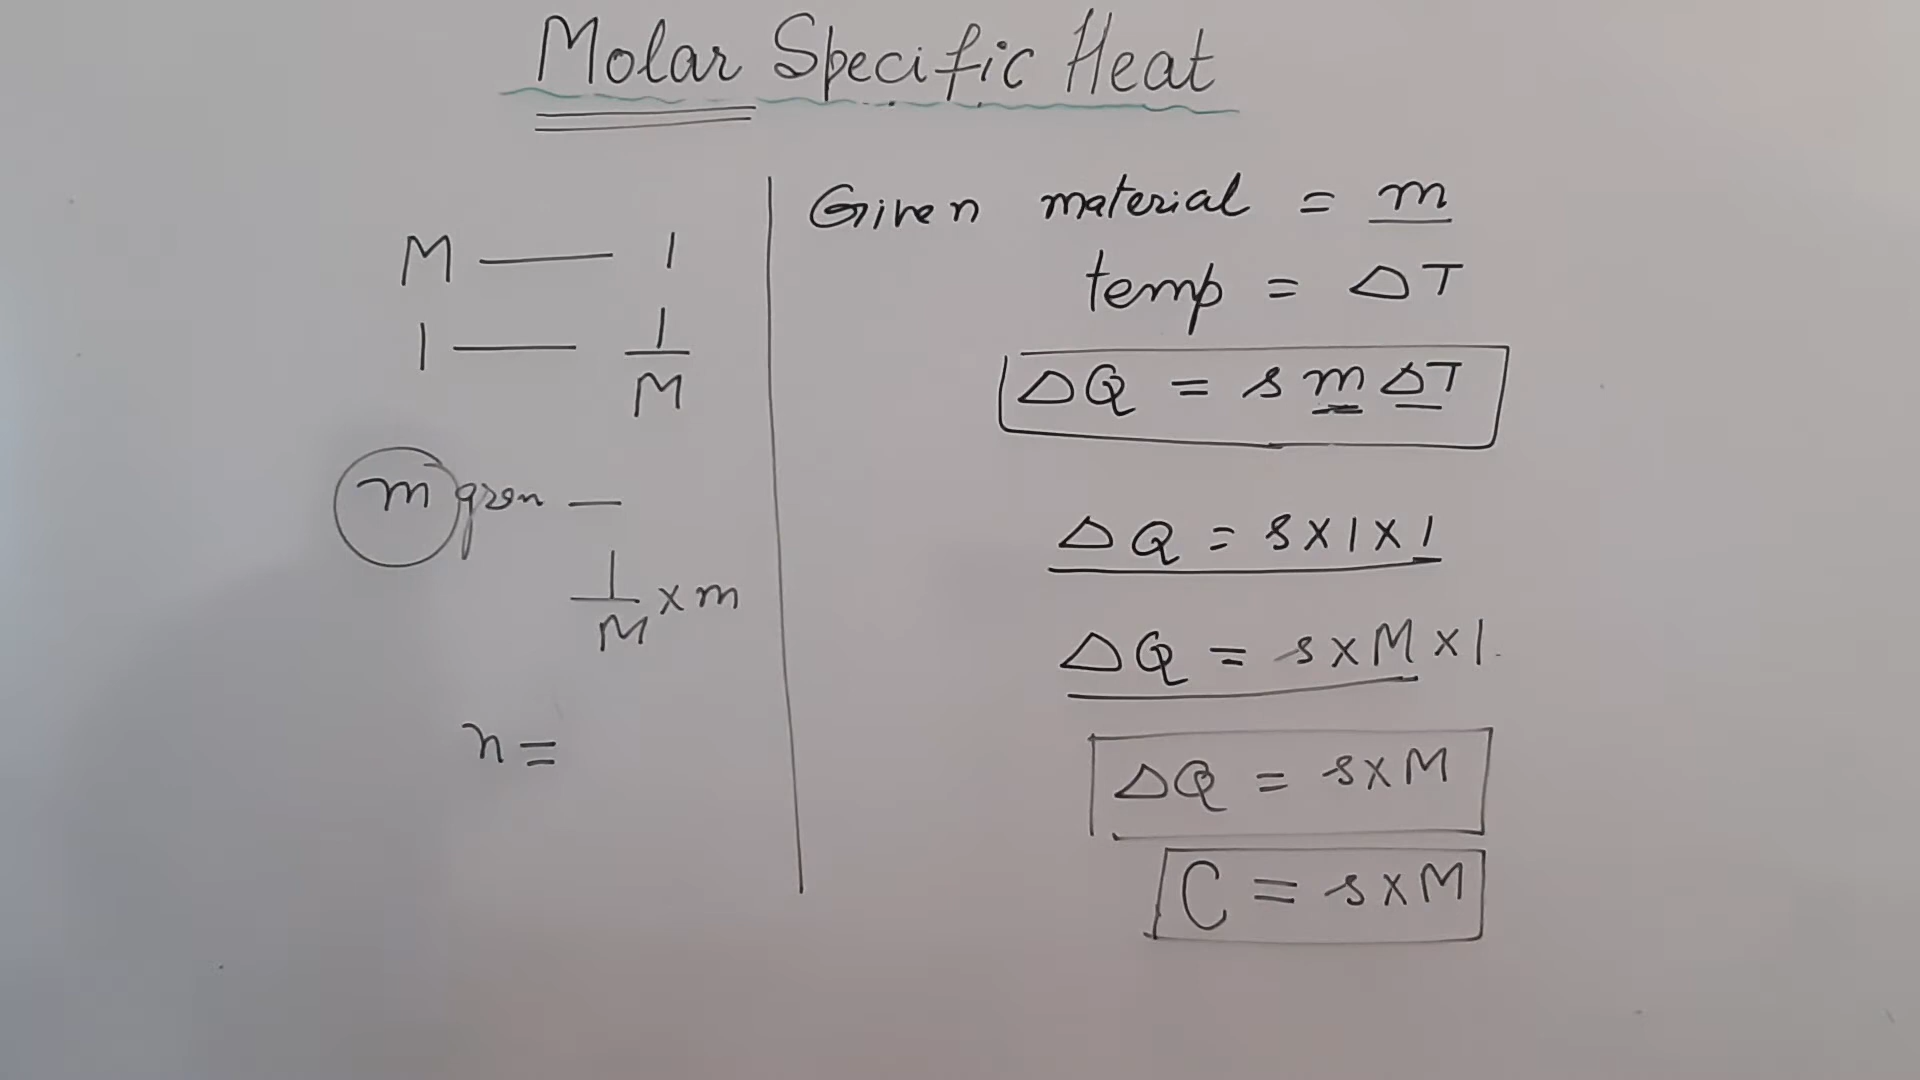 Molar Specific Heat
M — 1
1 — 1/M
m gram —
1/M × m
n =
Given material = m
temp = ΔT
ΔQ = s m ΔT
ΔQ = s × 1 × 1
ΔQ = s × M × 1
ΔQ = s × M
C = s × M